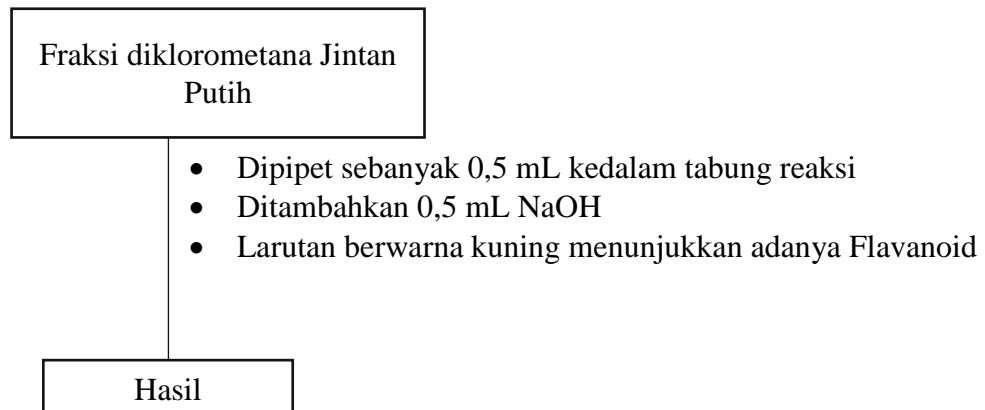 Fraksi diklorometana Jintan
Putih
• Dipipet sebanyak 0,5 mL kedalam tabung reaksi
• Ditambahkan 0,5 mL NaOH
• Larutan berwarna kuning menunjukkan adanya Flavanoid
Hasil